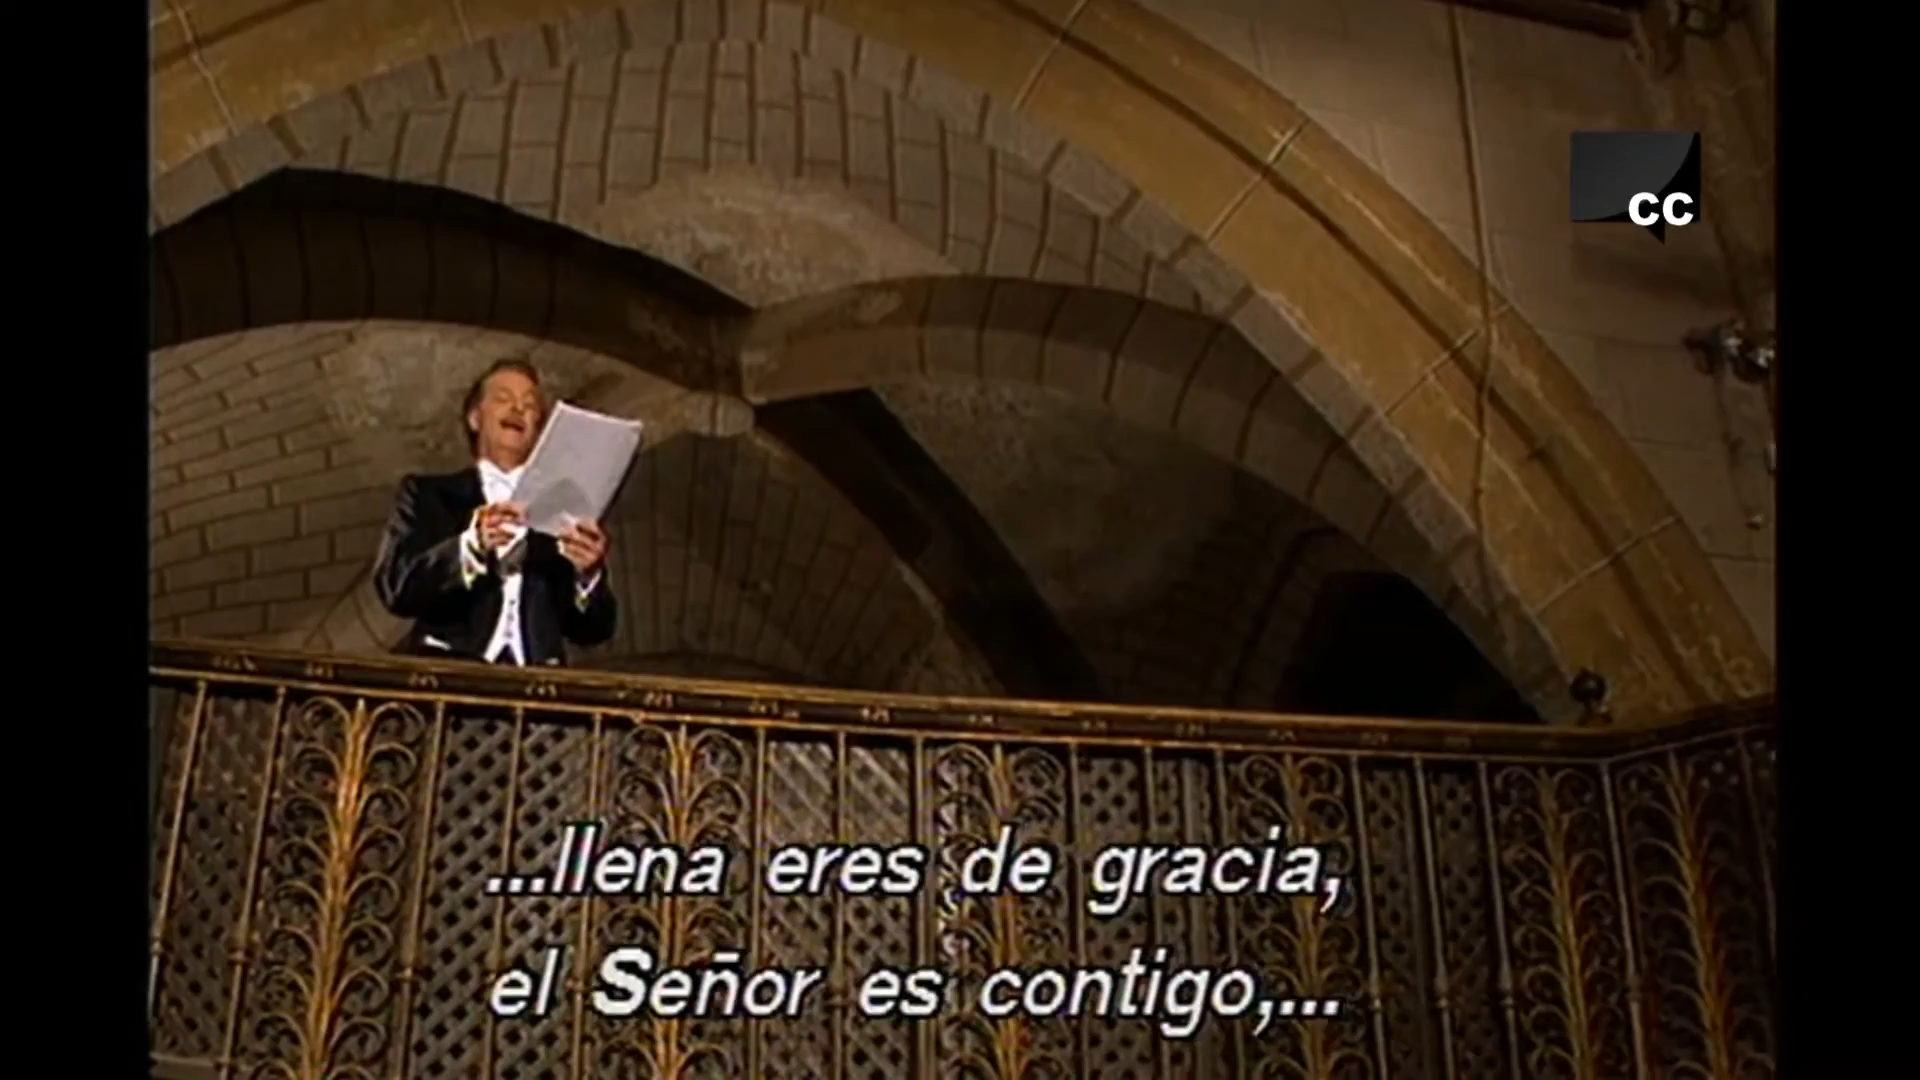 cc
...llena eres de gracia,
el Señor es contigo,...